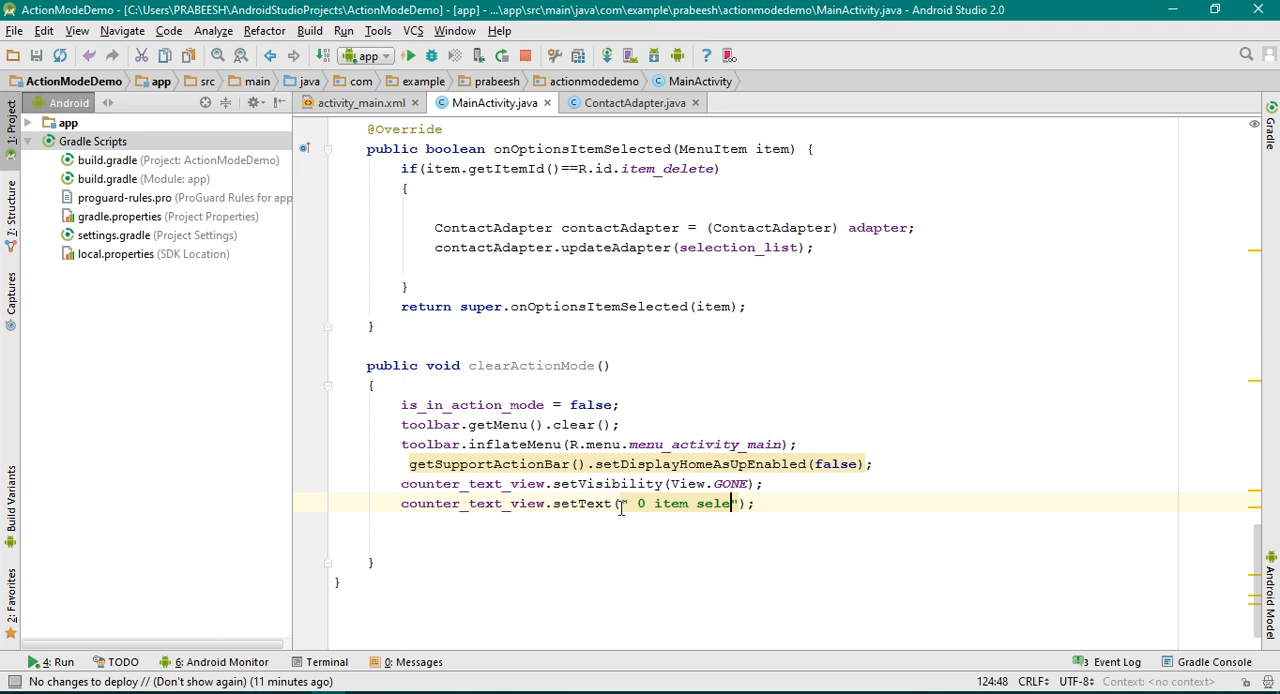 ActionModeDemo - [C:\Users\PRABEESH\AndroidStudioProjects\ActionModeDemo] - [app] - ...\app\src\main\java\com\example\prabeesh\actionmodedemo\MainActivity.java - Android Studio 2.0
File Edit View Navigate Code Analyze Refactor Build Run Tools VCS Window Help
app
ActionModeDemo app src main java com example prabeesh actionmodedemo MainActivity
Android activity_main.xml MainActivity.java ContactAdapter.java
1: Project
7: Structure
Captures
Build Variants
2: Favorites
Gradle
Android Model
app
Gradle Scripts
build.gradle (Project: ActionModeDemo)
build.gradle (Module: app)
proguard-rules.pro (ProGuard Rules for app
gradle.properties (Project Properties)
settings.gradle (Project Settings)
local.properties (SDK Location)
@Override
public boolean onOptionsItemSelected(MenuItem item) {
if(item.getItemId()==R.id.item_delete)
{
ContactAdapter contactAdapter = (ContactAdapter) adapter;
contactAdapter.updateAdapter(selection_list);
}
return super.onOptionsItemSelected(item);
}
public void clearActionMode()
{
is_in_action_mode = false;
toolbar.getMenu().clear();
toolbar.inflateMenu(R.menu.menu_activity_main);
getSupportActionBar().setDisplayHomeAsUpEnabled(false);
counter_text_view.setVisibility(View.GONE);
counter_text_view.setText(" 0 item sele");
}
}
4: Run TODO 6: Android Monitor Terminal 0: Messages 3 Event Log Gradle Console
No changes to deploy // (Don't show again) (11 minutes ago) 124:48 CRLF UTF-8 Context: <no context>